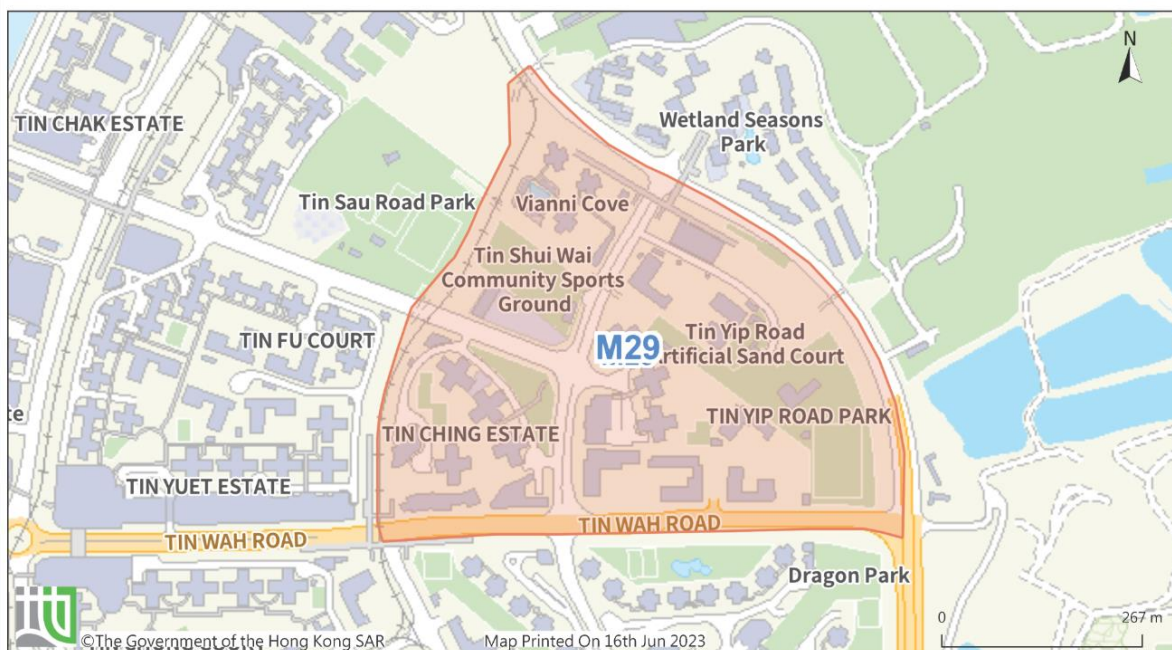 N
TIN CHAK ESTATE
Wetland Seasons
Park
Tin Sau Road Park
Vianni Cove
Tin Shui Wai
Community Sports
Ground
TIN FU COURT
M29
Tin Yip Road
Artificial Sand Court
te
TIN CHING ESTATE
TIN YIP ROAD PARK
TIN YUET ESTATE
TIN WAH ROAD
TIN WAH ROAD
Dragon Park
0
267 m
©The Government of the Hong Kong SAR
Map Printed On 16th Jun 2023